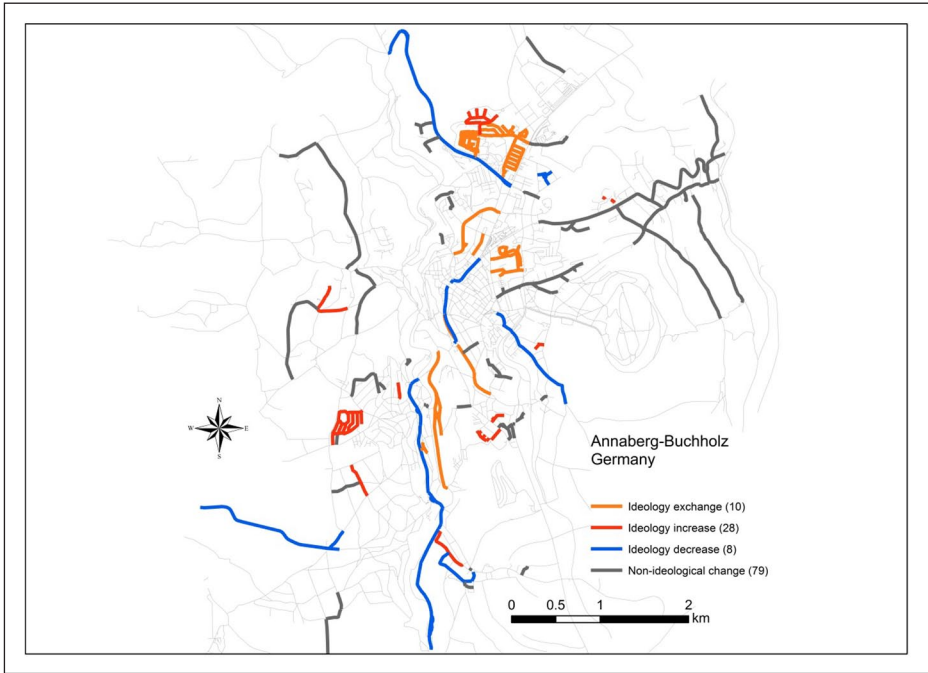 N
W E
S
Annaberg-Buchholz
Germany
Ideology exchange (10)
Ideology increase (28)
Ideology decrease (8)
Non-ideological change (79)
0 0.5 1 2
km